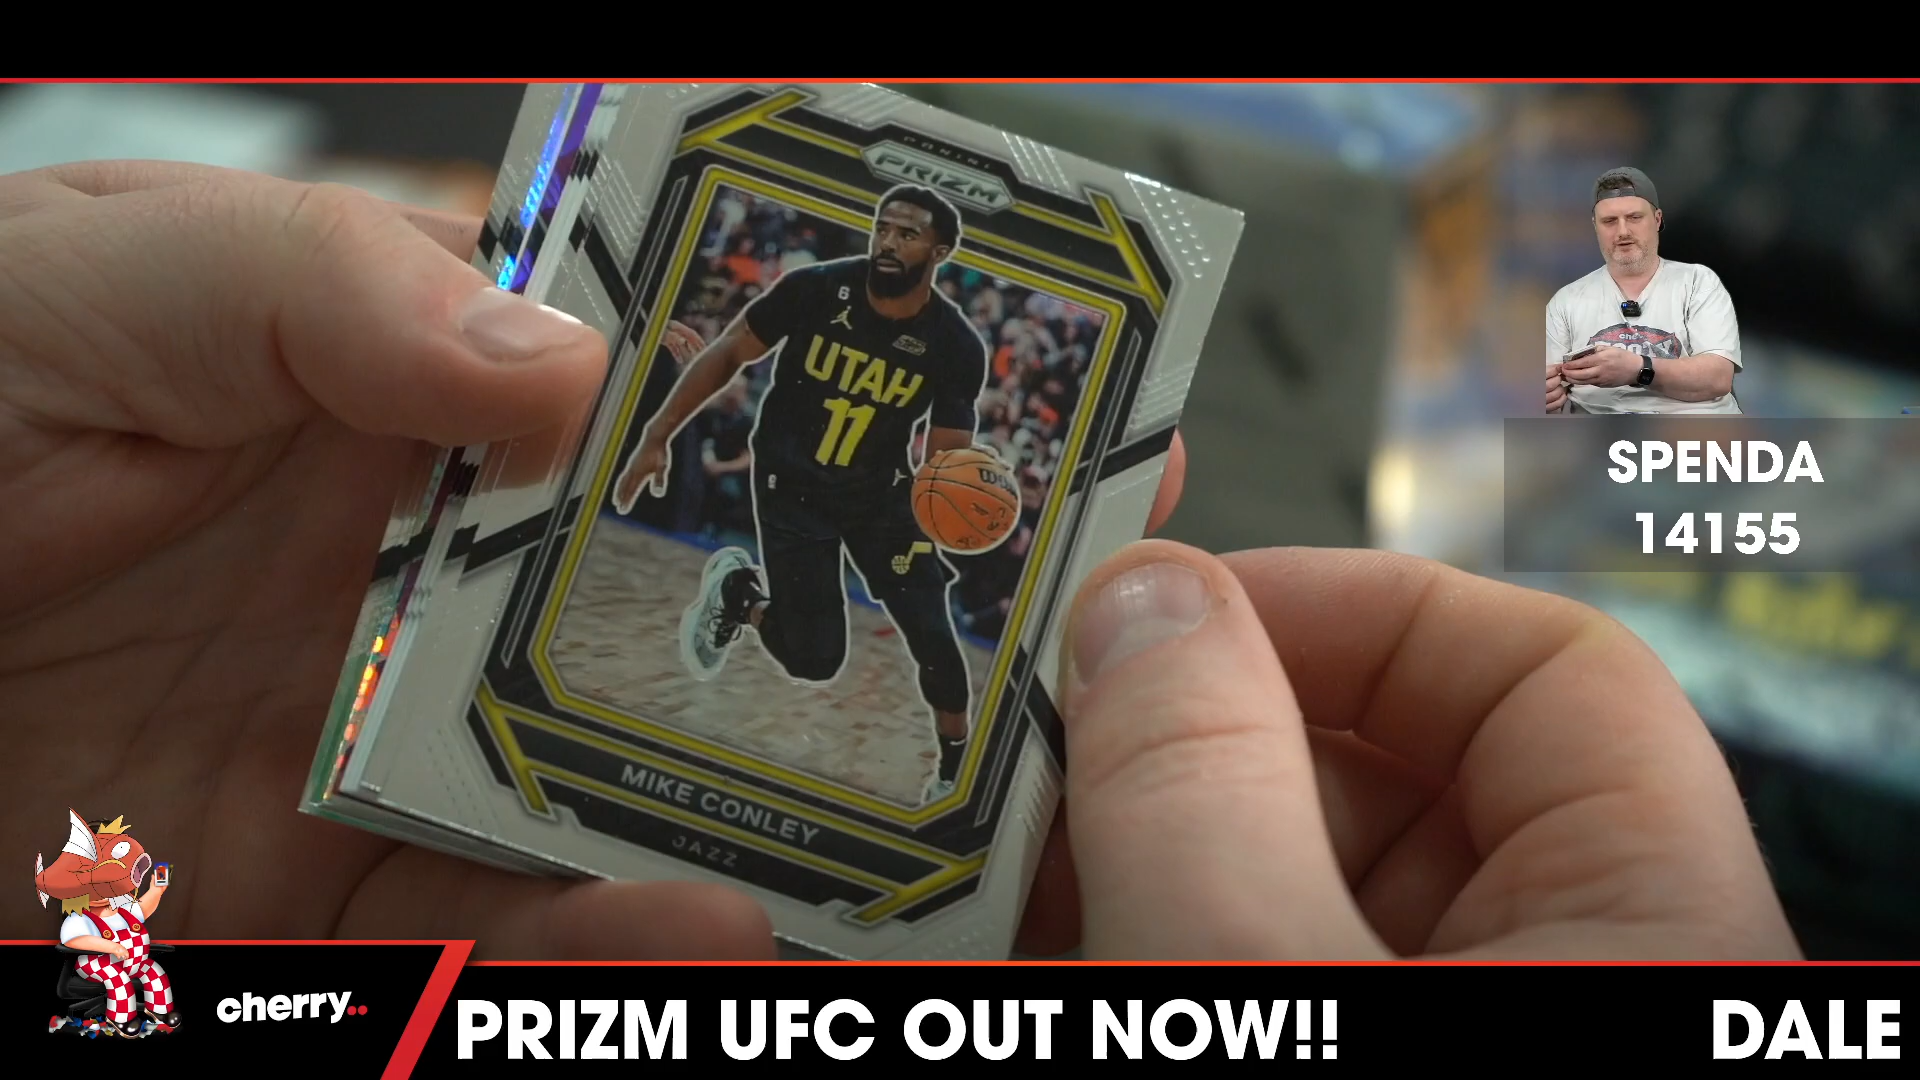 PANINI
PRIZM
6
UTAH
11
MIKE CONLEY
JAZZ
SPENDA
14155
cherry..
PRIZM UFC OUT NOW!!
DALE